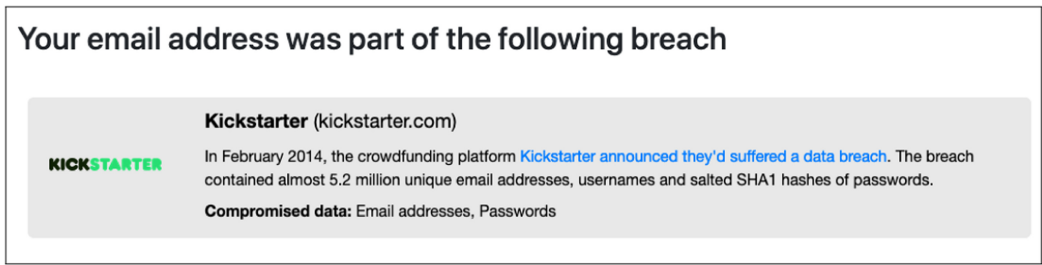 Your email address was part of the following breach
Kickstarter (kickstarter.com)
KICKSTARTER
In February 2014, the crowdfunding platform Kickstarter announced they'd suffered a data breach. The breach
contained almost 5.2 million unique email addresses, usernames and salted SHA1 hashes of passwords.
Compromised data: Email addresses, Passwords